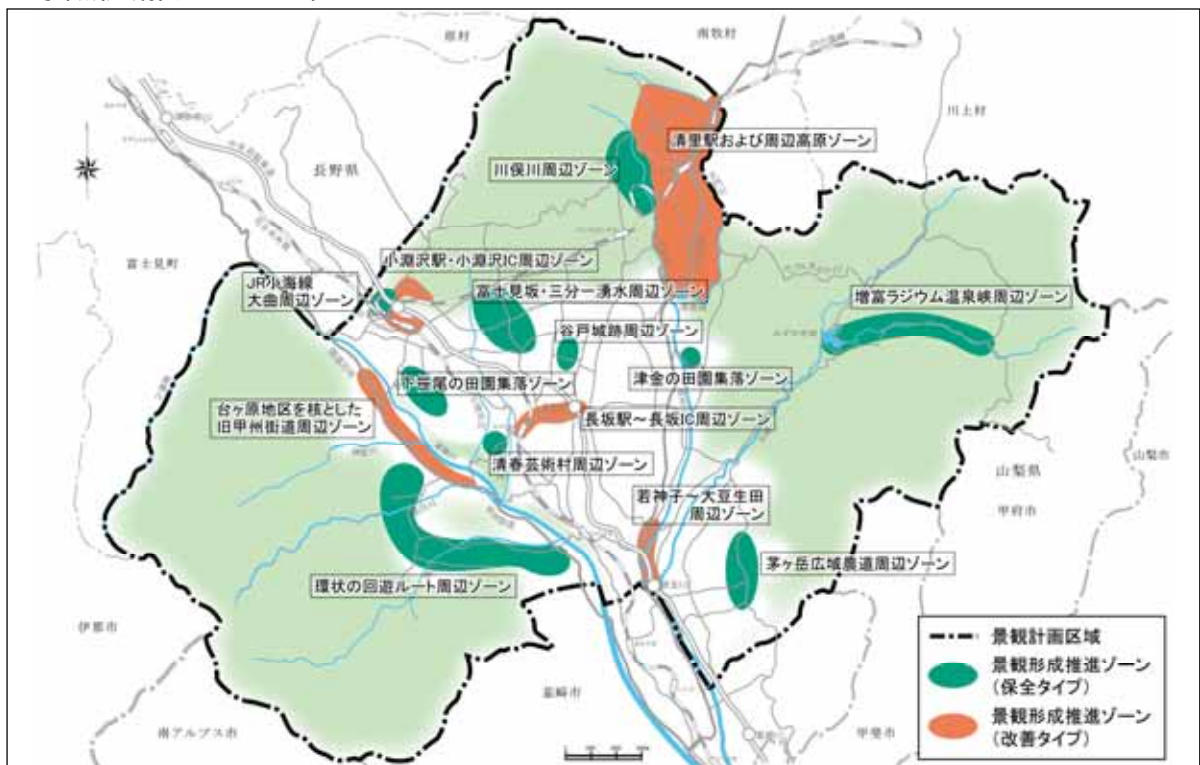 原村
南牧村
川上村
長野県
富士見町
清里駅および周辺高原ゾーン
川俣川周辺ゾーン
小淵沢駅・小淵沢IC周辺ゾーン
JR小海線
大曲周辺ゾーン
富士見坂・三分一湧水周辺ゾーン
増富ラジウム温泉峡周辺ゾーン
谷戸城跡周辺ゾーン
下笹尾の田園集落ゾーン
津金の田園集落ゾーン
台ヶ原地区を核とした
旧甲州街道周辺ゾーン
長坂駅～長坂IC周辺ゾーン
清春芸術村周辺ゾーン
若神子～大豆生田
周辺ゾーン
山梨県
山梨市
甲府市
茅ヶ岳広域農道周辺ゾーン
環状の回遊ルート周辺ゾーン
伊那市
韮崎市
南アルプス市
甲斐市
景観計画区域
景観形成推進ゾーン
(保全タイプ)
景観形成推進ゾーン
(改善タイプ)